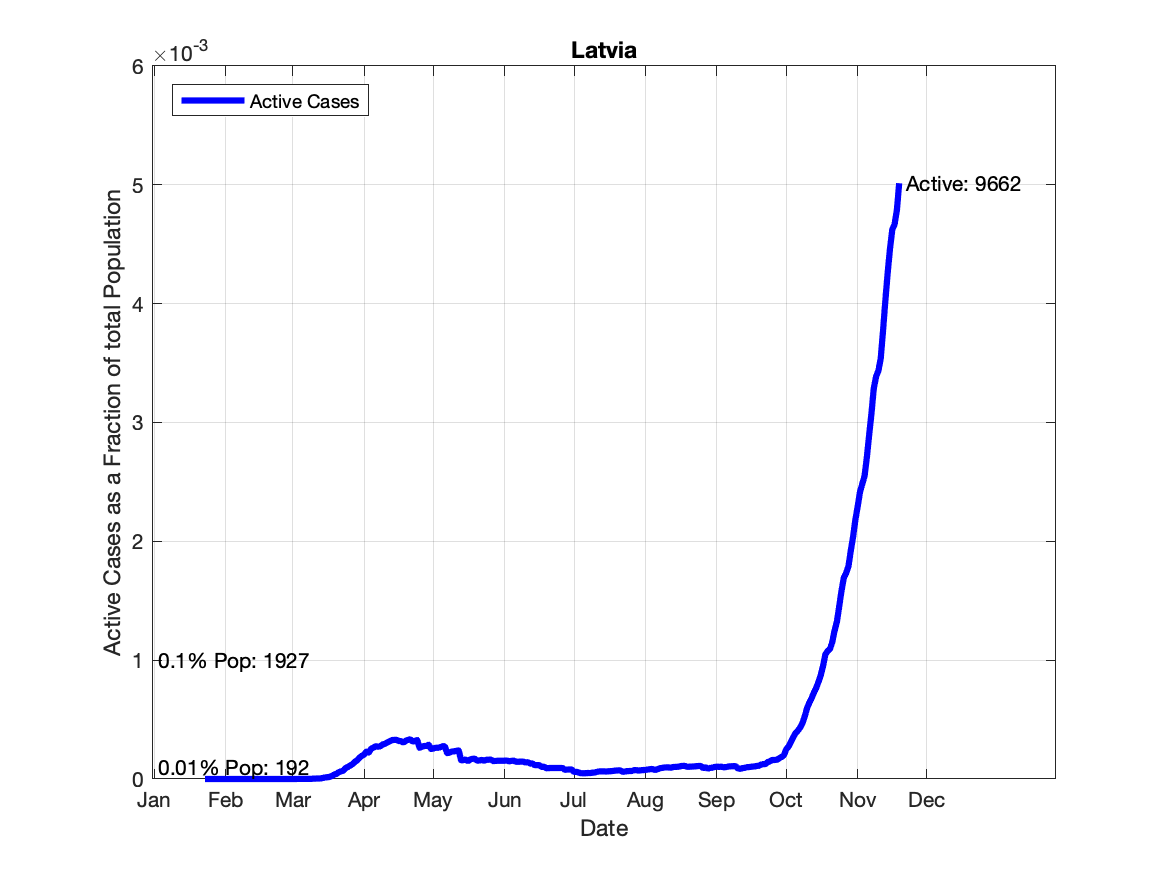 Latvia
×10-3
Active Cases
6
5
4
3
2
1
0
Active: 9662
0.1% Pop: 1927
0.01% Pop: 192
Active Cases as a Fraction of total Population
Jan Feb Mar Apr May Jun Jul Aug Sep Oct Nov Dec
Date